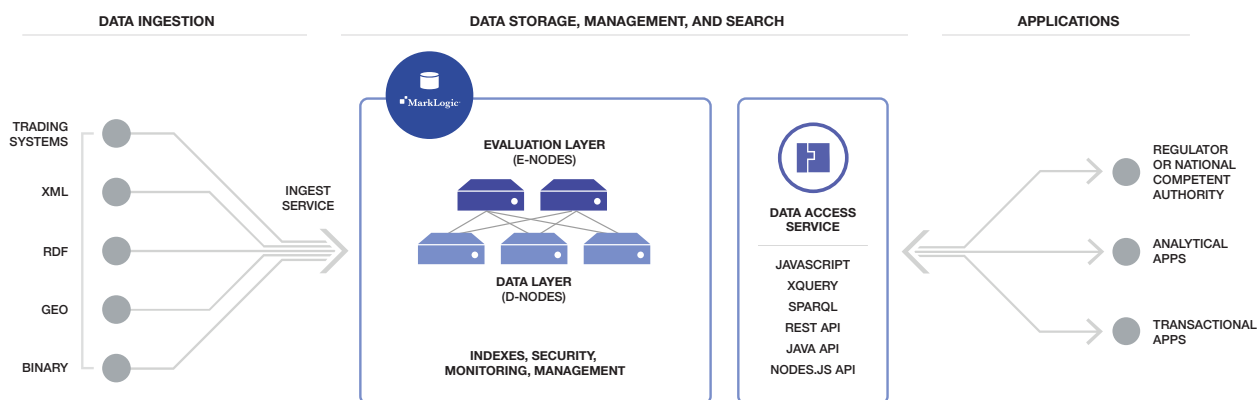 DATA INGESTION
DATA STORAGE, MANAGEMENT, AND SEARCH
APPLICATIONS
TRADING
SYSTEMS
XML
RDF
GEO
BINARY
INGEST
SERVICE
MarkLogic
EVALUATION LAYER
(E-NODES)
DATA LAYER
(D-NODES)
INDEXES, SECURITY,
MONITORING, MANAGEMENT
DATA ACCESS
SERVICE
JAVASCRIPT
XQUERY
SPARQL
REST API
JAVA API
NODES.JS API
REGULATOR
OR NATIONAL
COMPETENT
AUTHORITY
ANALYTICAL
APPS
TRANSACTIONAL
APPS